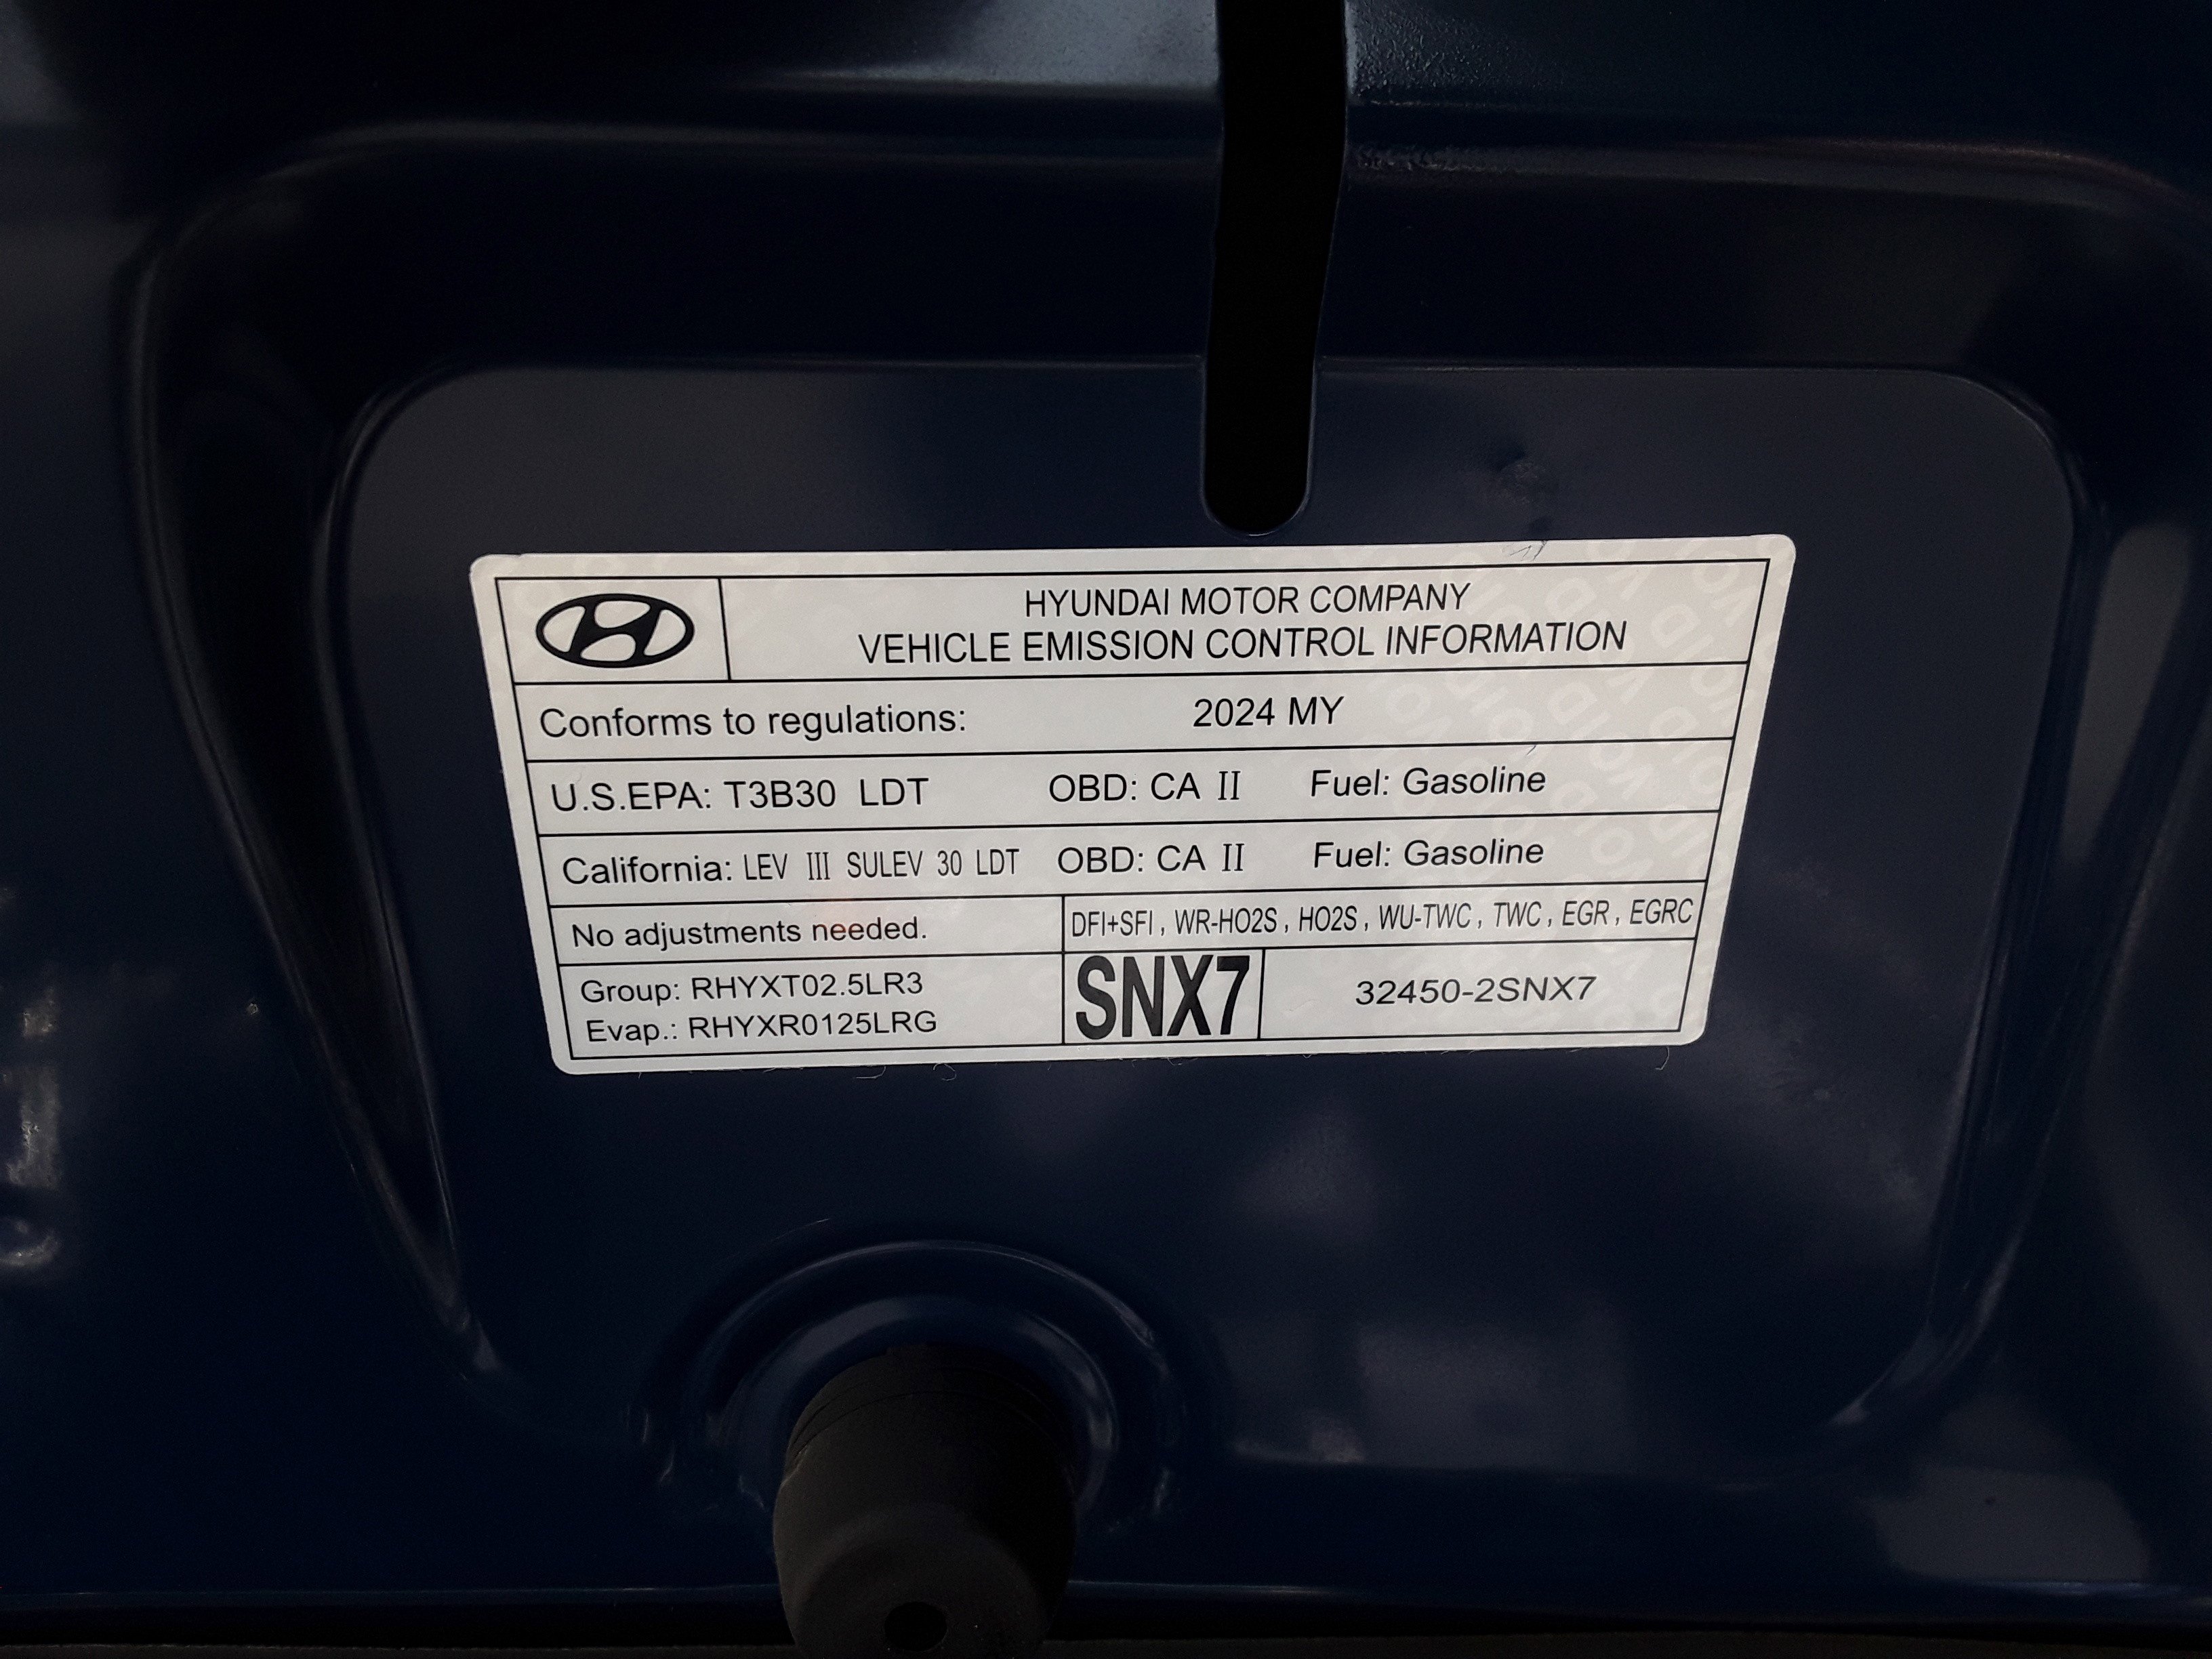 HYUNDAI MOTOR COMPANY
VEHICLE EMISSION CONTROL INFORMATION
Conforms to regulations: 2024 MY
U.S.EPA: T3B30 LDT OBD: CA II Fuel: Gasoline
California: LEV III SULEV 30 LDT OBD: CA II Fuel: Gasoline
No adjustments needed. DFI+SFI, WR-HO2S, HO2S, WU-TWC, TWC, EGR, EGRC
Group: RHYXT02.5LR3
Evap.: RHYXR0125LRG
SNX7 32450-2SNX7